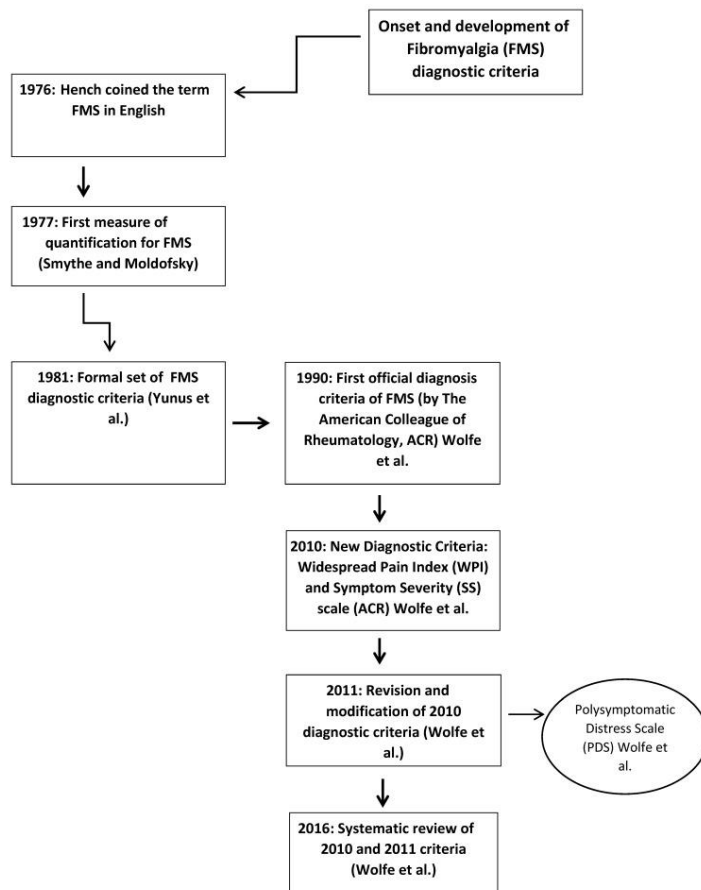 Onset and development of
Fibromyalgia (FMS)
diagnostic criteria
1976: Hench coined the term
FMS in English
1977: First measure of
quantification for FMS
(Smythe and Moldofsky)
1981: Formal set of FMS
diagnostic criteria (Yunus et
al.)
1990: First official diagnosis
criteria of FMS (by The
American Colleague of
Rheumatology, ACR) Wolfe
et al.
2010: New Diagnostic Criteria:
Widespread Pain Index (WPI)
and Symptom Severity (SS)
scale (ACR) Wolfe et al.
2011: Revision and
modification of 2010
diagnostic criteria (Wolfe et
al.)
Polysymptomatic
Distress Scale
(PDS) Wolfe et
al.
2016: Systematic review of
2010 and 2011 criteria
(Wolfe et al.)